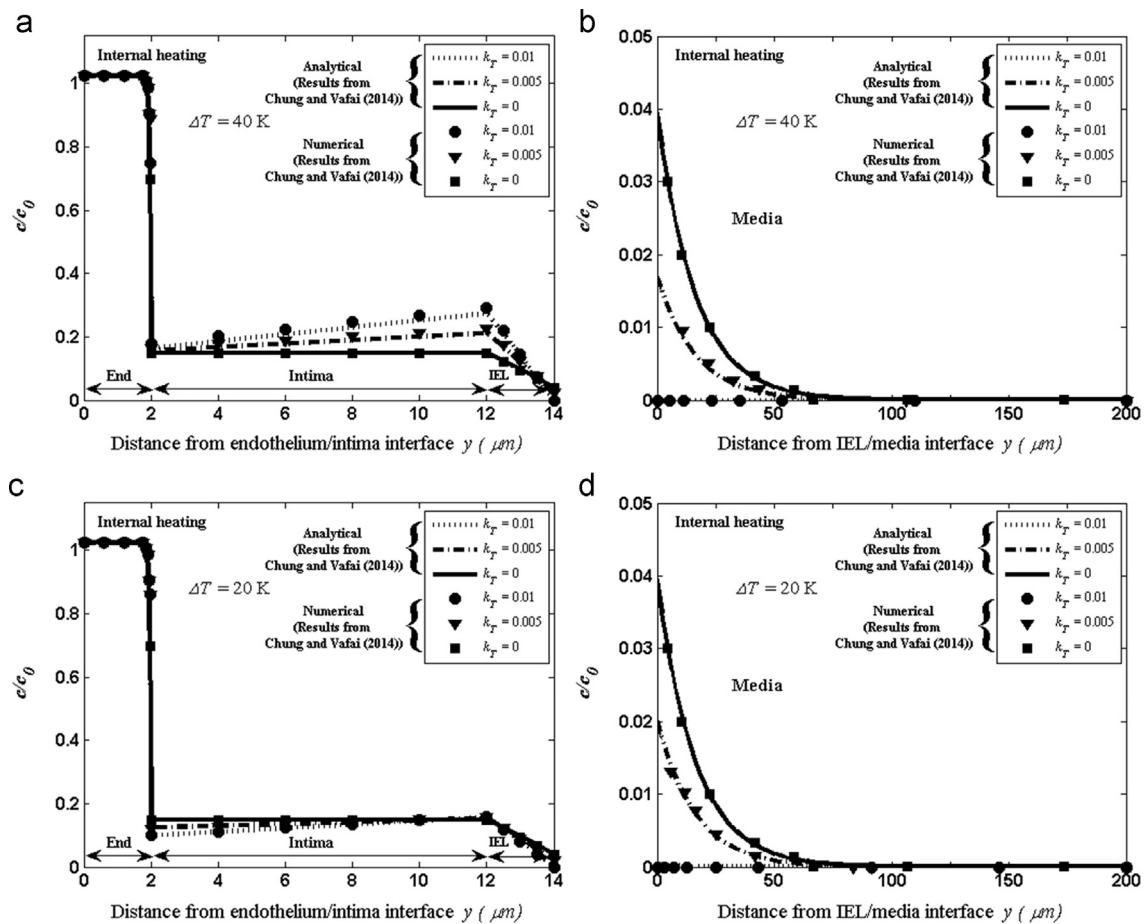 a
Internal heating
Analytical
(Results from
Chung and Vafai (2014))
k_T = 0.01
k_T = 0.005
k_T = 0
Numerical
(Results from
Chung and Vafai (2014))
k_T = 0.01
k_T = 0.005
k_T = 0
ΔT = 40 K
c/c_0
1
0.8
0.6
0.4
0.2
0
End
Intima
IEL
0 2 4 6 8 10 12 14
Distance from endothelium/intima interface y ( μm)
b
Internal heating
Analytical
(Results from
Chung and Vafai (2014))
k_T = 0.01
k_T = 0.005
k_T = 0
Numerical
(Results from
Chung and Vafai (2014))
k_T = 0.01
k_T = 0.005
k_T = 0
ΔT = 40 K
Media
c/c_0
0.05
0.04
0.03
0.02
0.01
0
0 50 100 150 200
Distance from IEL/media interface y ( μm)
c
Internal heating
Analytical
(Results from
Chung and Vafai (2014))
k_T = 0.01
k_T = 0.005
k_T = 0
Numerical
(Results from
Chung and Vafai (2014))
k_T = 0.01
k_T = 0.005
k_T = 0
ΔT = 20 K
c/c_0
1
0.8
0.6
0.4
0.2
0
End
Intima
IEL
0 2 4 6 8 10 12 14
Distance from endothelium/intima interface y ( μm)
d
Internal heating
Analytical
(Results from
Chung and Vafai (2014))
k_T = 0.01
k_T = 0.005
k_T = 0
Numerical
(Results from
Chung and Vafai (2014))
k_T = 0.01
k_T = 0.005
k_T = 0
ΔT = 20 K
Media
c/c_0
0.05
0.04
0.03
0.02
0.01
0
0 50 100 150 200
Distance from IEL/media interface y ( μm)